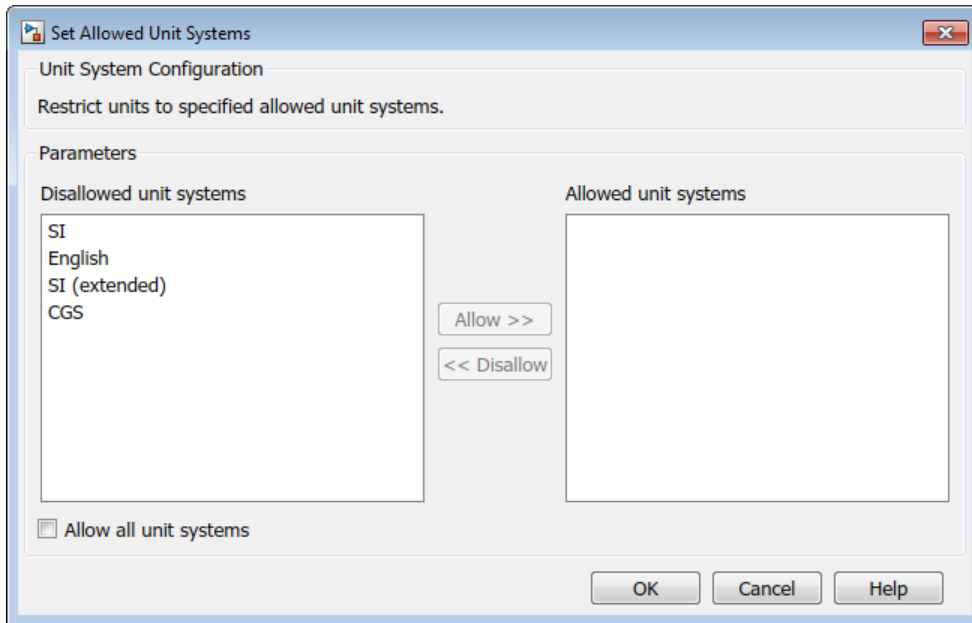 Set Allowed Unit Systems
Unit System Configuration
Restrict units to specified allowed unit systems.
Parameters
Disallowed unit systems
Allowed unit systems
SI
English
SI (extended)
CGS
Allow >>
<< Disallow
Allow all unit systems
OK
Cancel
Help